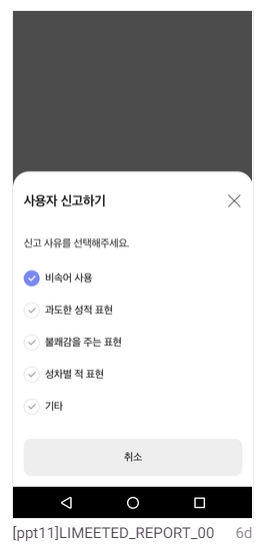 사용자 신고하기
신고 사유를 선택해주세요.
비속어 사용
과도한 성적 표현
불쾌감을 주는 표현
성차별 적 표현
기타
취소
[ppt11]LIMEETED_REPORT_00 6d